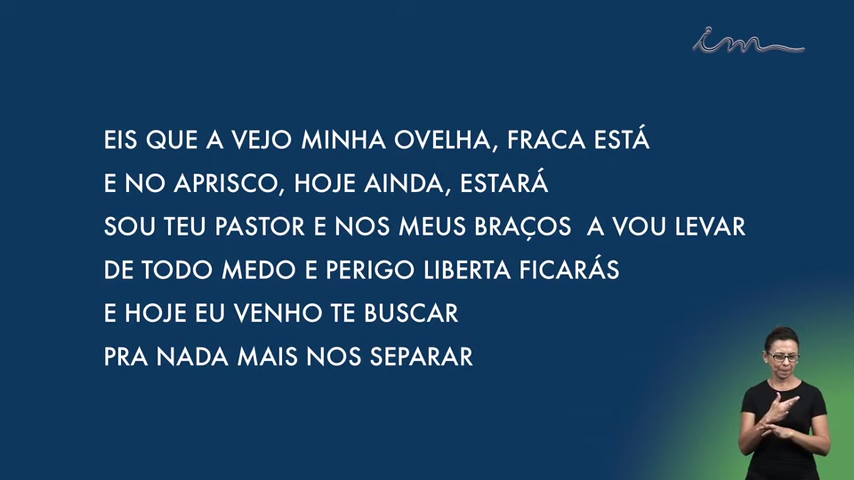 im
EIS QUE A VEJO MINHA OVELHA, FRACA ESTÁ
E NO APRISCO, HOJE AINDA, ESTARÁ
SOU TEU PASTOR E NOS MEUS BRAÇOS  A VOU LEVAR
DE TODO MEDO E PERIGO LIBERTA FICARÁS
E HOJE EU VENHO TE BUSCAR
PRA NADA MAIS NOS SEPARAR